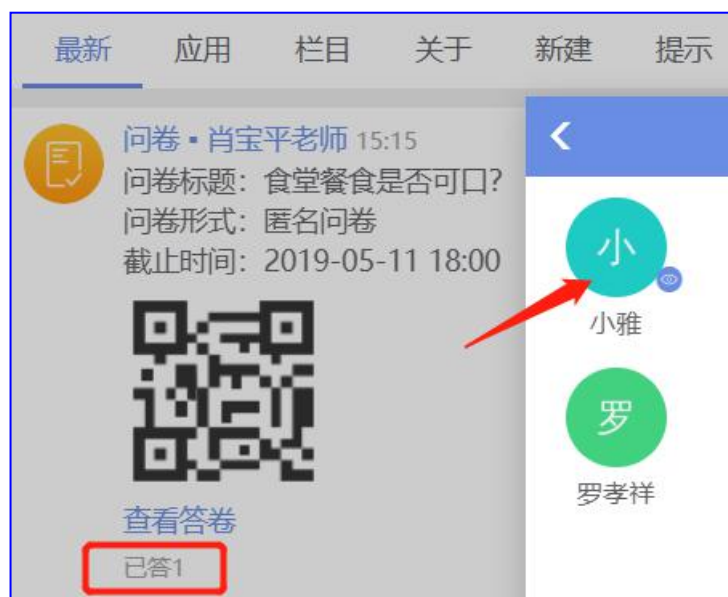 最新 应用 栏目 关于 新建 提示
问卷▪肖宝平老师 15:15
问卷标题：食堂餐食是否可口？
问卷形式：匿名问卷
截止时间：2019-05-11 18:00
查看答卷
已答1
小
小雅
罗
罗孝祥